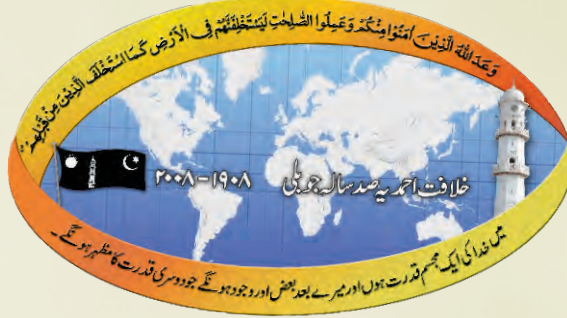 وَعَدَ اللّٰهُ الَّذِيْنَ اٰمَنُوْا مِنْكُمْ وَعَمِلُوا الصّٰلِحٰتِ لَيَسْتَخْلِفَنَّهُمْ فِي الْاَرْضِ كَمَا اسْتَخْلَفَ الَّذِيْنَ مِنْ قَبْلِهِمْ
خلافت احمدیہ صد سالہ جوبلی ۱۹۰۸-۲۰۰۸
میں خدا کی ایک مجسم قدرت ہوں اور میرے بعد بعض اور وجود ہونگے جو دوسری قدرت کا مظہر ہونگے۔